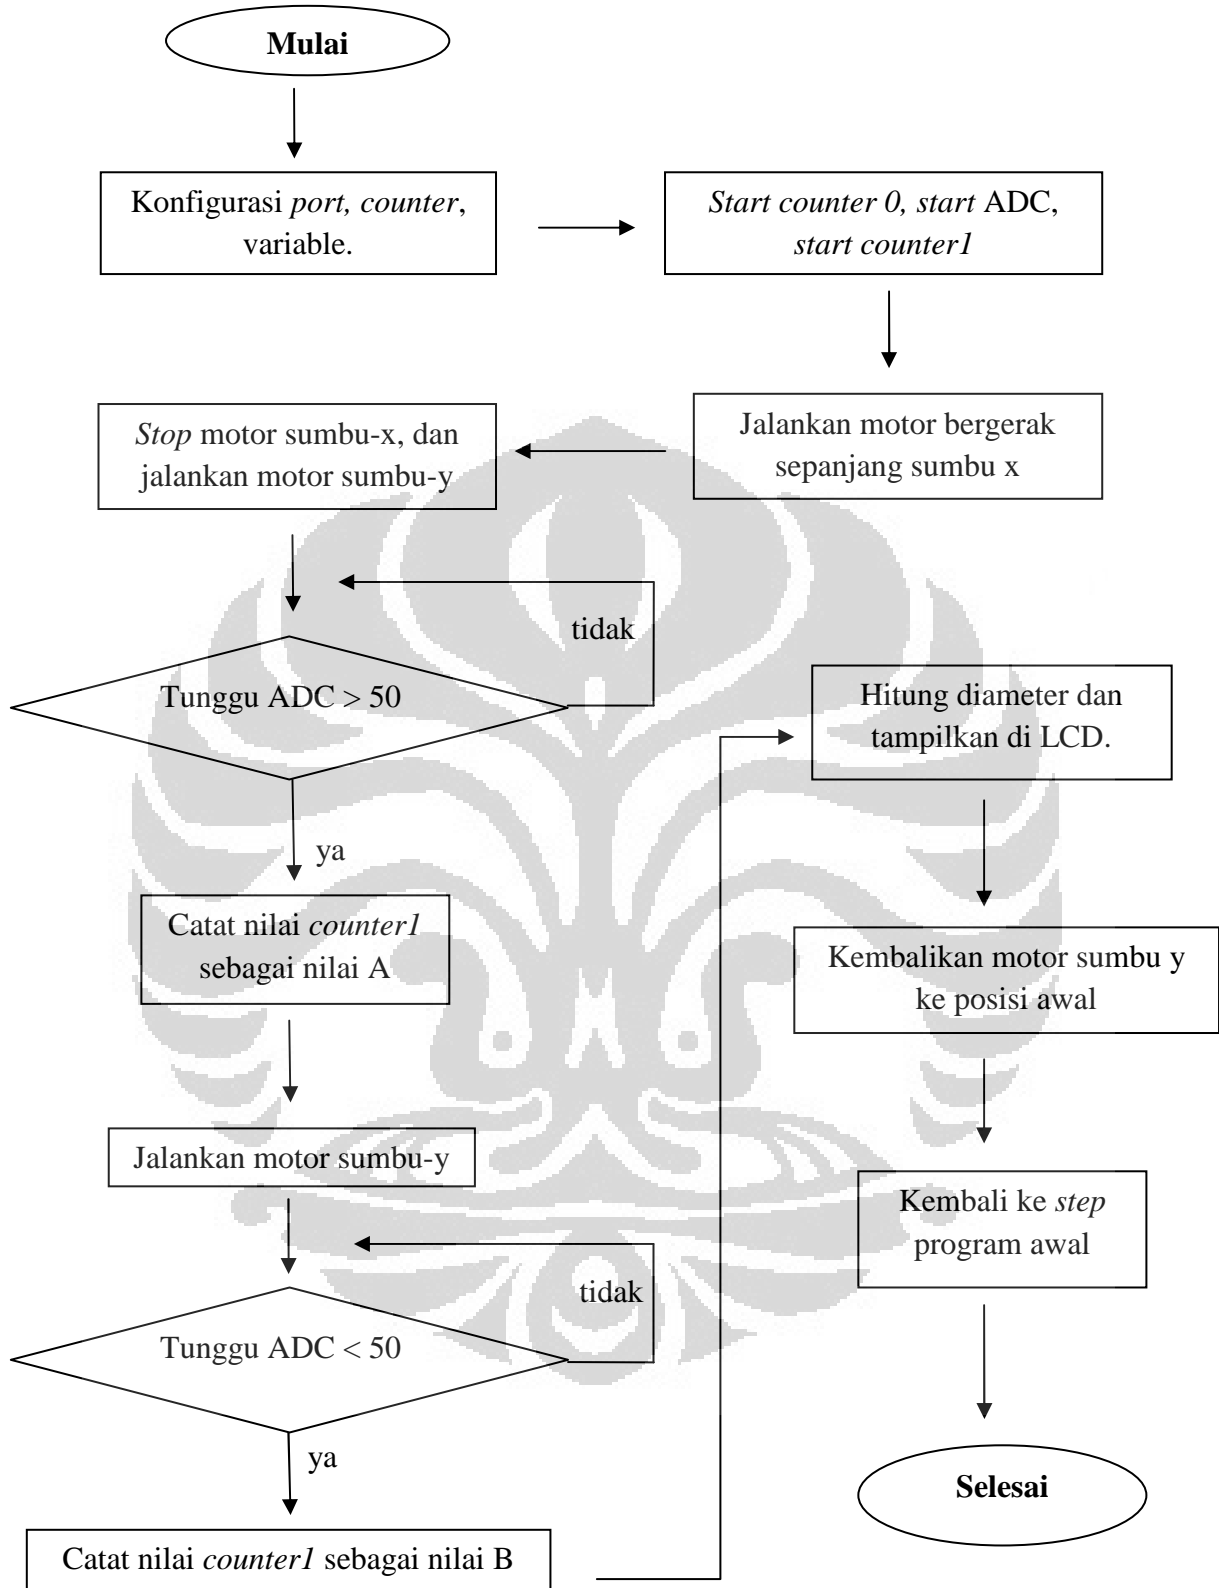 Mulai
Konfigurasi port, counter,
variable.
Start counter 0, start ADC,
start counter1
Jalankan motor bergerak
sepanjang sumbu x
Stop motor sumbu-x, dan
jalankan motor sumbu-y
tidak
Tunggu ADC > 50
ya
Catat nilai counter1
sebagai nilai A
Jalankan motor sumbu-y
tidak
Tunggu ADC < 50
ya
Catat nilai counter1 sebagai nilai B
Hitung diameter dan
tampilkan di LCD.
Kembalikan motor sumbu y
ke posisi awal
Kembali ke step
program awal
Selesai